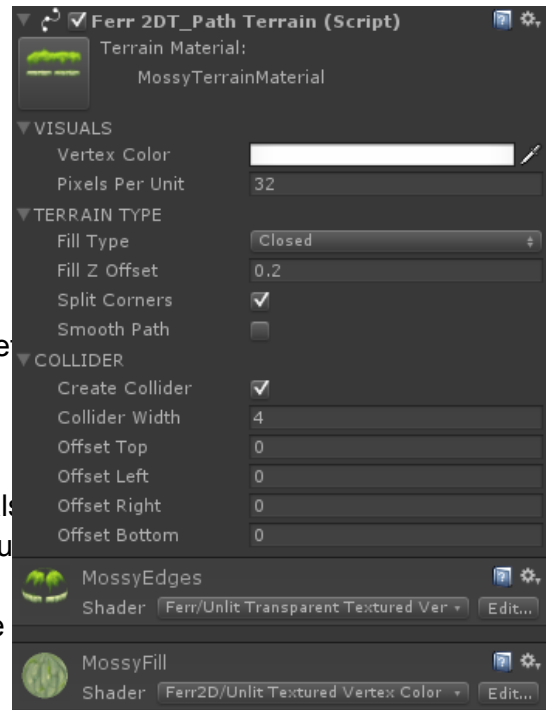 Ferr 2DT_Path Terrain (Script)
Terrain Material:
MossyTerrainMaterial
VISUALS
Vertex Color
Pixels Per Unit 32
TERRAIN TYPE
Fill Type Closed
Fill Z Offset 0.2
Split Corners
Smooth Path
COLLIDER
Create Collider
Collider Width 4
Offset Top 0
Offset Left 0
Offset Right 0
Offset Bottom 0
MossyEdges
Shader Ferr/Unlit Transparent Textured Ver Edit...
MossyFill
Shader Ferr2D/Unlit Textured Vertex Color Edit...